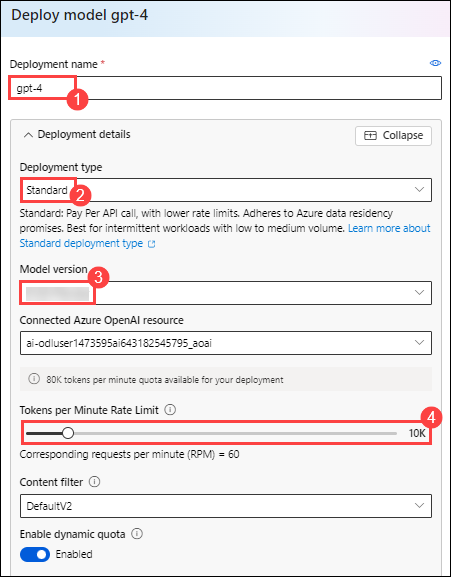 Deploy model gpt-4
Deployment name *
gpt-4
1
Deployment details
Collapse
Deployment type
Standard
2
Standard: Pay Per API call, with lower rate limits. Adheres to Azure data residency
promises. Best for intermittent workloads with low to medium volume. Learn more about
Standard deployment type
Model version
3
Connected Azure OpenAI resource
ai-odluser1473595ai643182545795_aoai
80K tokens per minute quota available for your deployment
Tokens per Minute Rate Limit
4
10K
Corresponding requests per minute (RPM) = 60
Content filter
DefaultV2
Enable dynamic quota
Enabled